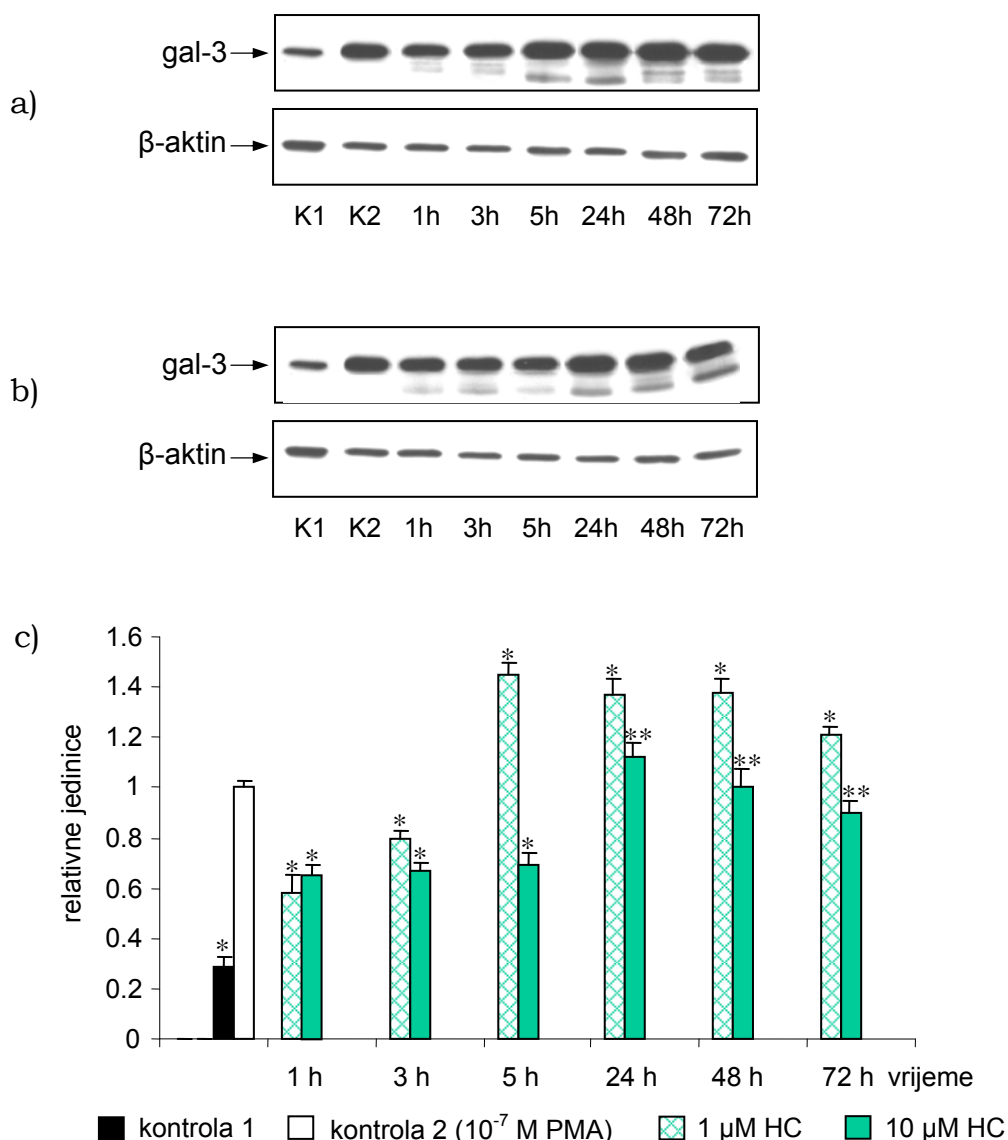 a)
gal-3
β-aktin
K1 K2 1h 3h 5h 24h 48h 72h
b)
gal-3
β-aktin
K1 K2 1h 3h 5h 24h 48h 72h
c)
relativne jedinice
1.6
1.4
1.2
1
0.8
0.6
0.4
0.2
0
* * * * * * * * ** * ** * **
1 h 3 h 5 h 24 h 48 h 72 h vrijeme
kontrola 1 kontrola 2 (10⁻⁷ M PMA) 1 µM HC 10 µM HC